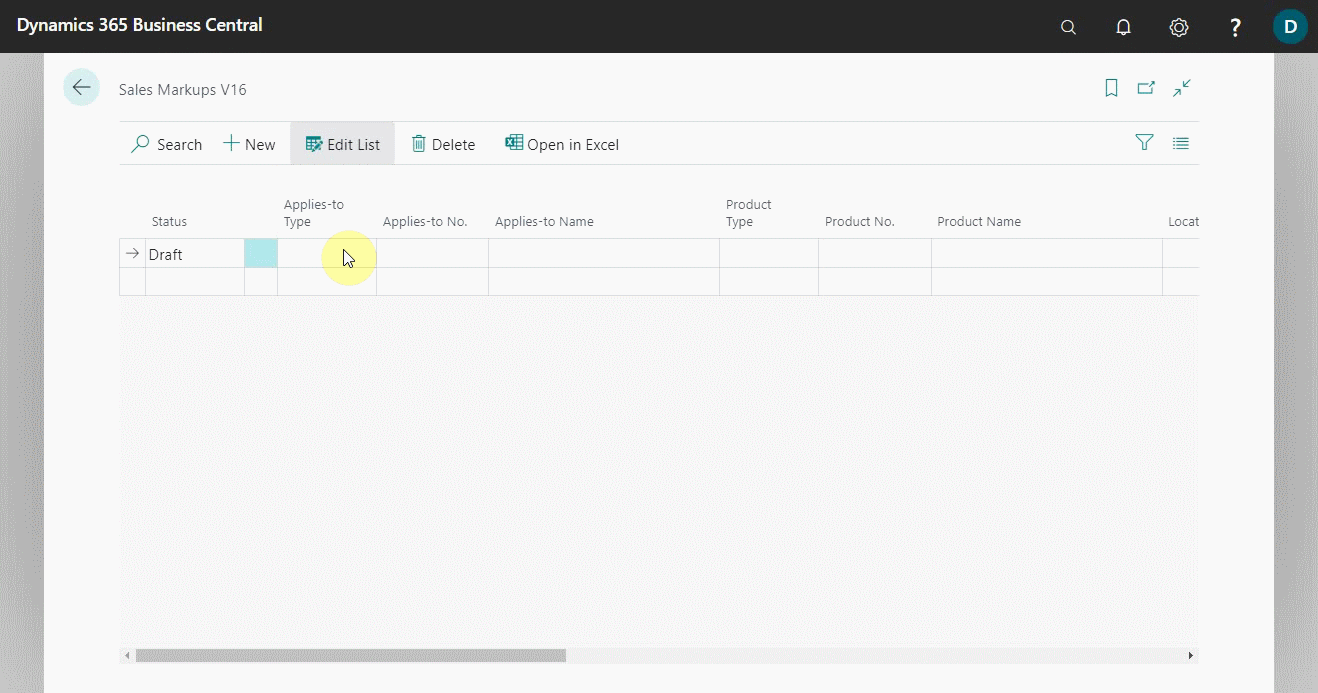 Dynamics 365 Business Central
?
D
Sales Markups V16
Search New Edit List Delete Open in Excel
Status
Applies-to
Type
Applies-to No.
Applies-to Name
Product
Type
Product No.
Product Name
Locat
Draft